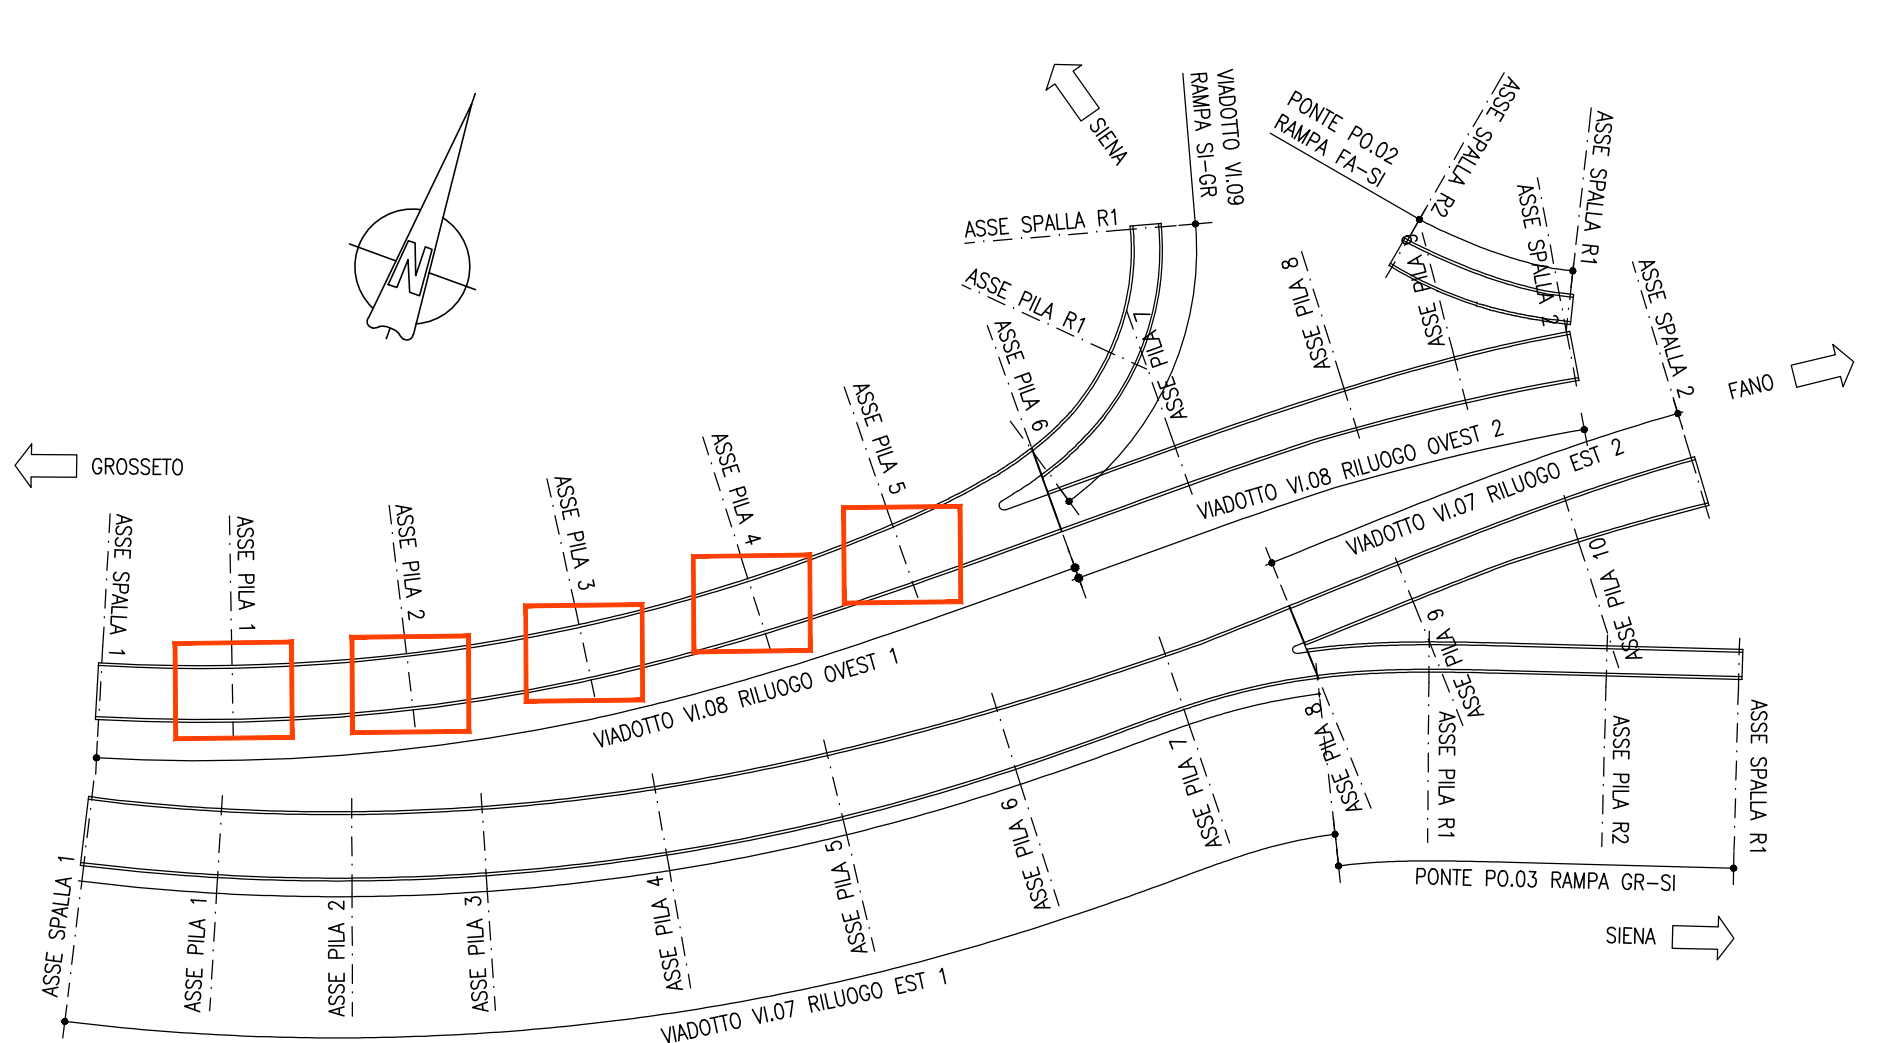 SIENA
VIADOTTO VI.09
RAMPA SI-GR
PONTE PO.02
RAMPA FA-SI
ASSE SPALLA R2
ASSE SPALLA R1
ASSE SPALLA 2
ASSE PILA 9
ASSE SPALLA R1
ASSE PILA R1
ASSE PILA 6
ASSE PILA 7
ASSE PILA 8
ASSE SPALLA 2
FANO
N
GROSSETO
ASSE SPALLA 1
ASSE PILA 1
ASSE PILA 2
ASSE PILA 3
ASSE PILA 4
ASSE PILA 5
VIADOTTO VI.08 RILUOGO OVEST 2
VIADOTTO VI.07 RILUOGO EST 2
VIADOTTO VI.08 RILUOGO OVEST 1
ASSE PILA 10
ASSE PILA 9
ASSE PILA 8
ASSE PILA R1
ASSE PILA R2
ASSE SPALLA R1
PONTE PO.03 RAMPA GR-SI
SIENA
ASSE SPALLA 1
ASSE PILA 1
ASSE PILA 2
ASSE PILA 3
ASSE PILA 4
ASSE PILA 5
ASSE PILA 6
ASSE PILA 7
VIADOTTO VI.07 RILUOGO EST 1